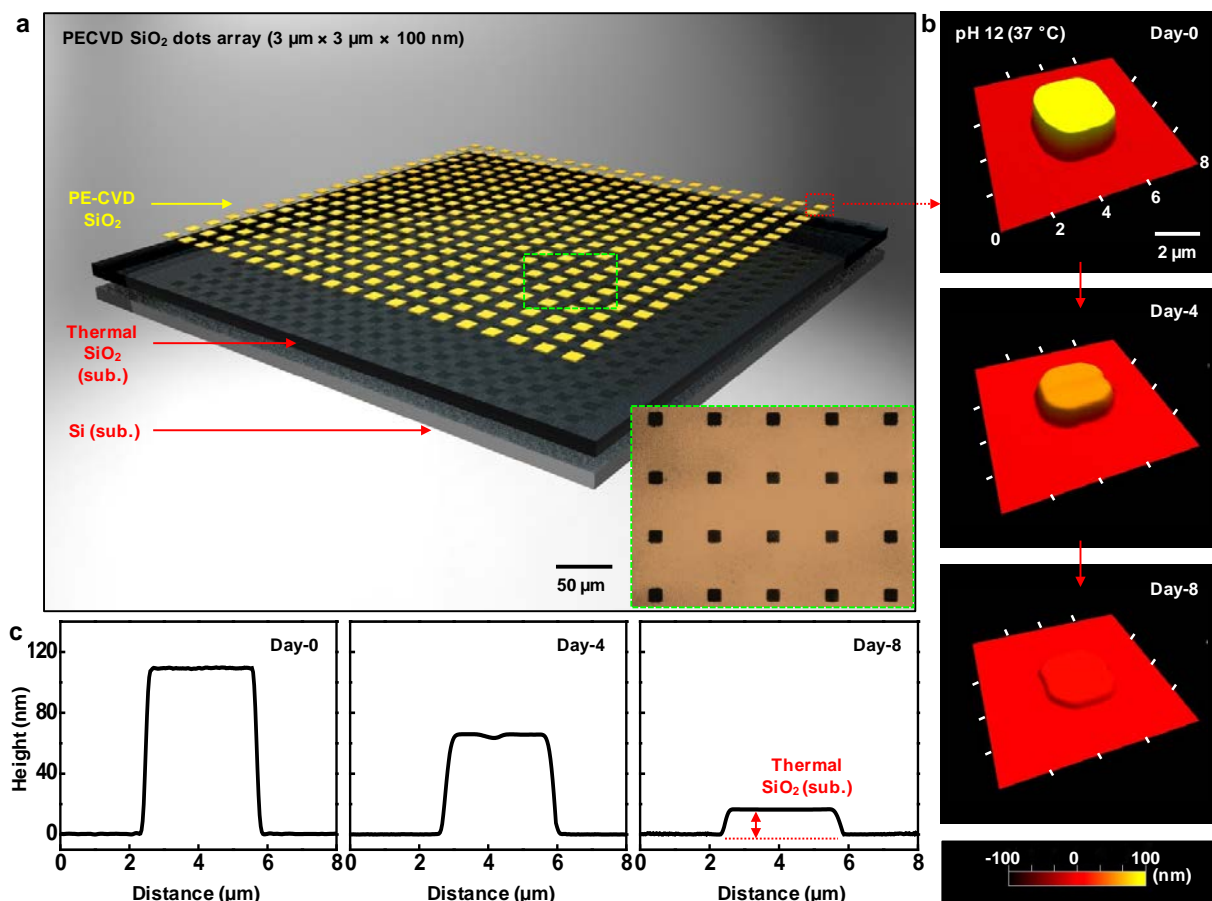 a
PECVD SiO₂ dots array (3 µm × 3 µm × 100 nm)
PE-CVD
SiO₂
Thermal
SiO₂
(sub.)
Si (sub.)
50 µm
b
pH 12 (37 °C)
Day-0
0
2
4
6
8
2 µm
Day-4
Day-8
-100
0
100
(nm)
c
Height (nm)
120
80
40
0
Day-0
0
2
4
6
8
Distance (µm)
Day-4
0
2
4
6
8
Distance (µm)
Day-8
Thermal
SiO₂ (sub.)
0
2
4
6
8
Distance (µm)